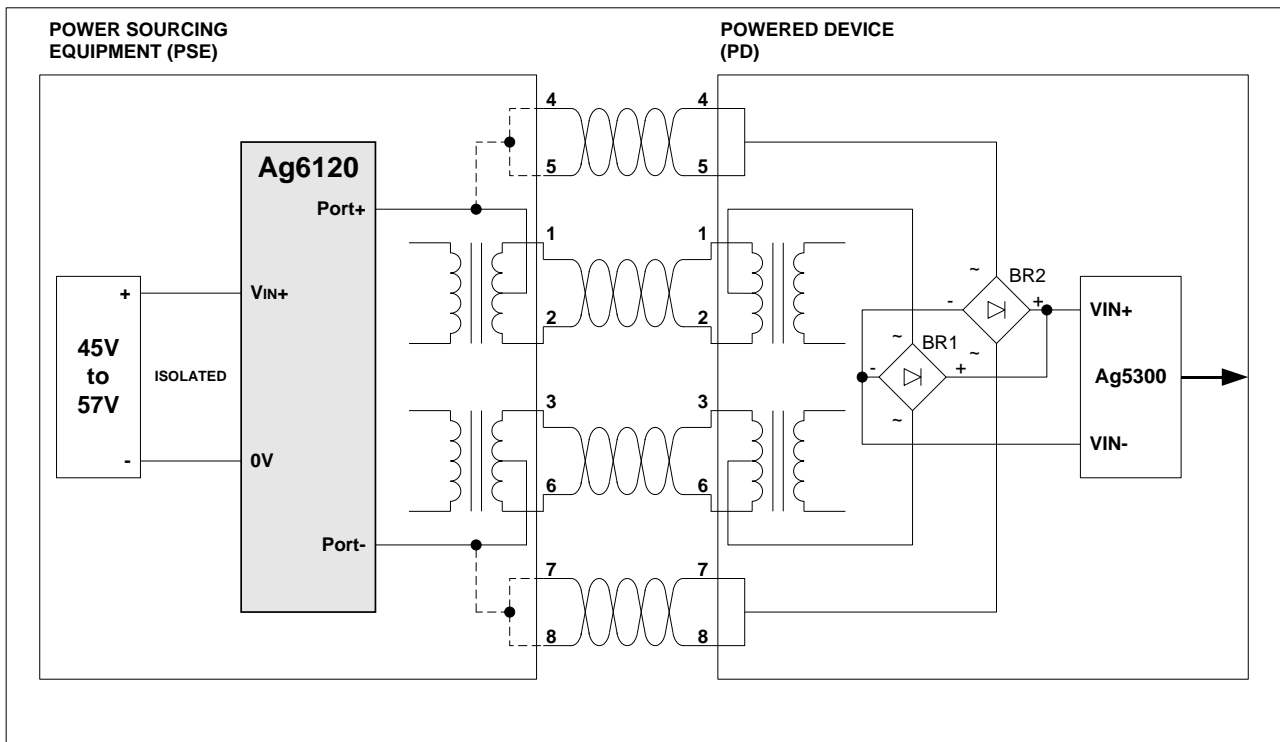 POWER SOURCING
EQUIPMENT (PSE)
POWERED DEVICE
(PD)
4
5
4
5
Ag6120
Port+
VIN+
0V
Port-
+
45V
to
57V
-
ISOLATED
1
2
1
2
3
6
3
6
7
8
7
8
~
BR2
-
+
~
~
BR1
-
+
~
VIN+
Ag5300
VIN-